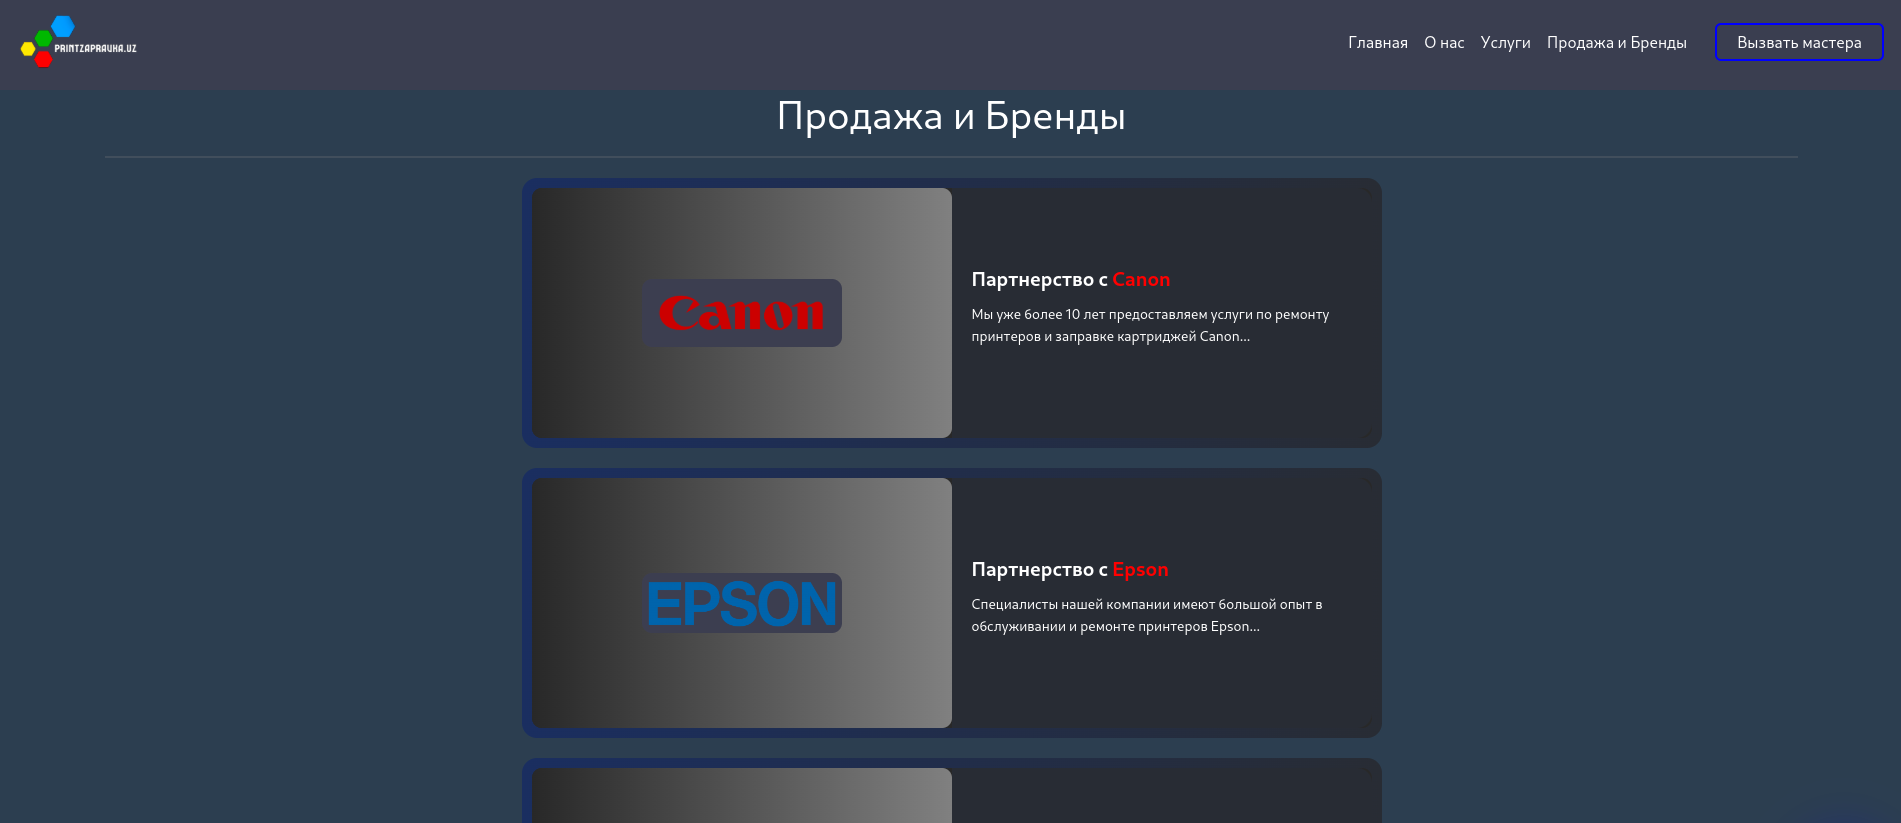 PRINTZAPRAVKA.UZ
Главная О нас Услуги Продажа и Бренды Вызвать мастера
Продажа и Бренды
Canon
Партнерство с Canon
Мы уже более 10 лет предоставляем услуги по ремонту
принтеров и заправке картриджей Canon...
EPSON
Партнерство с Epson
Специалисты нашей компании имеют большой опыт в
обслуживании и ремонте принтеров Epson...